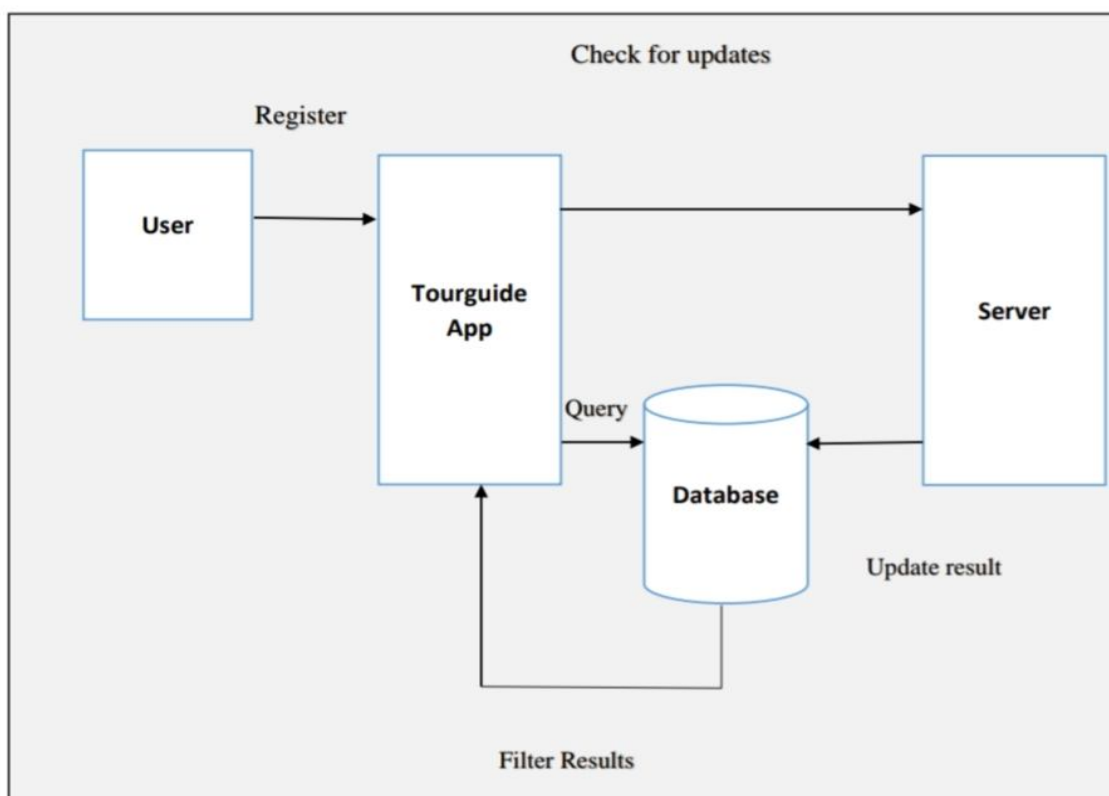 Check for updates
Register
User
Tourguide
App
Server
Query
Database
Update result
Filter Results